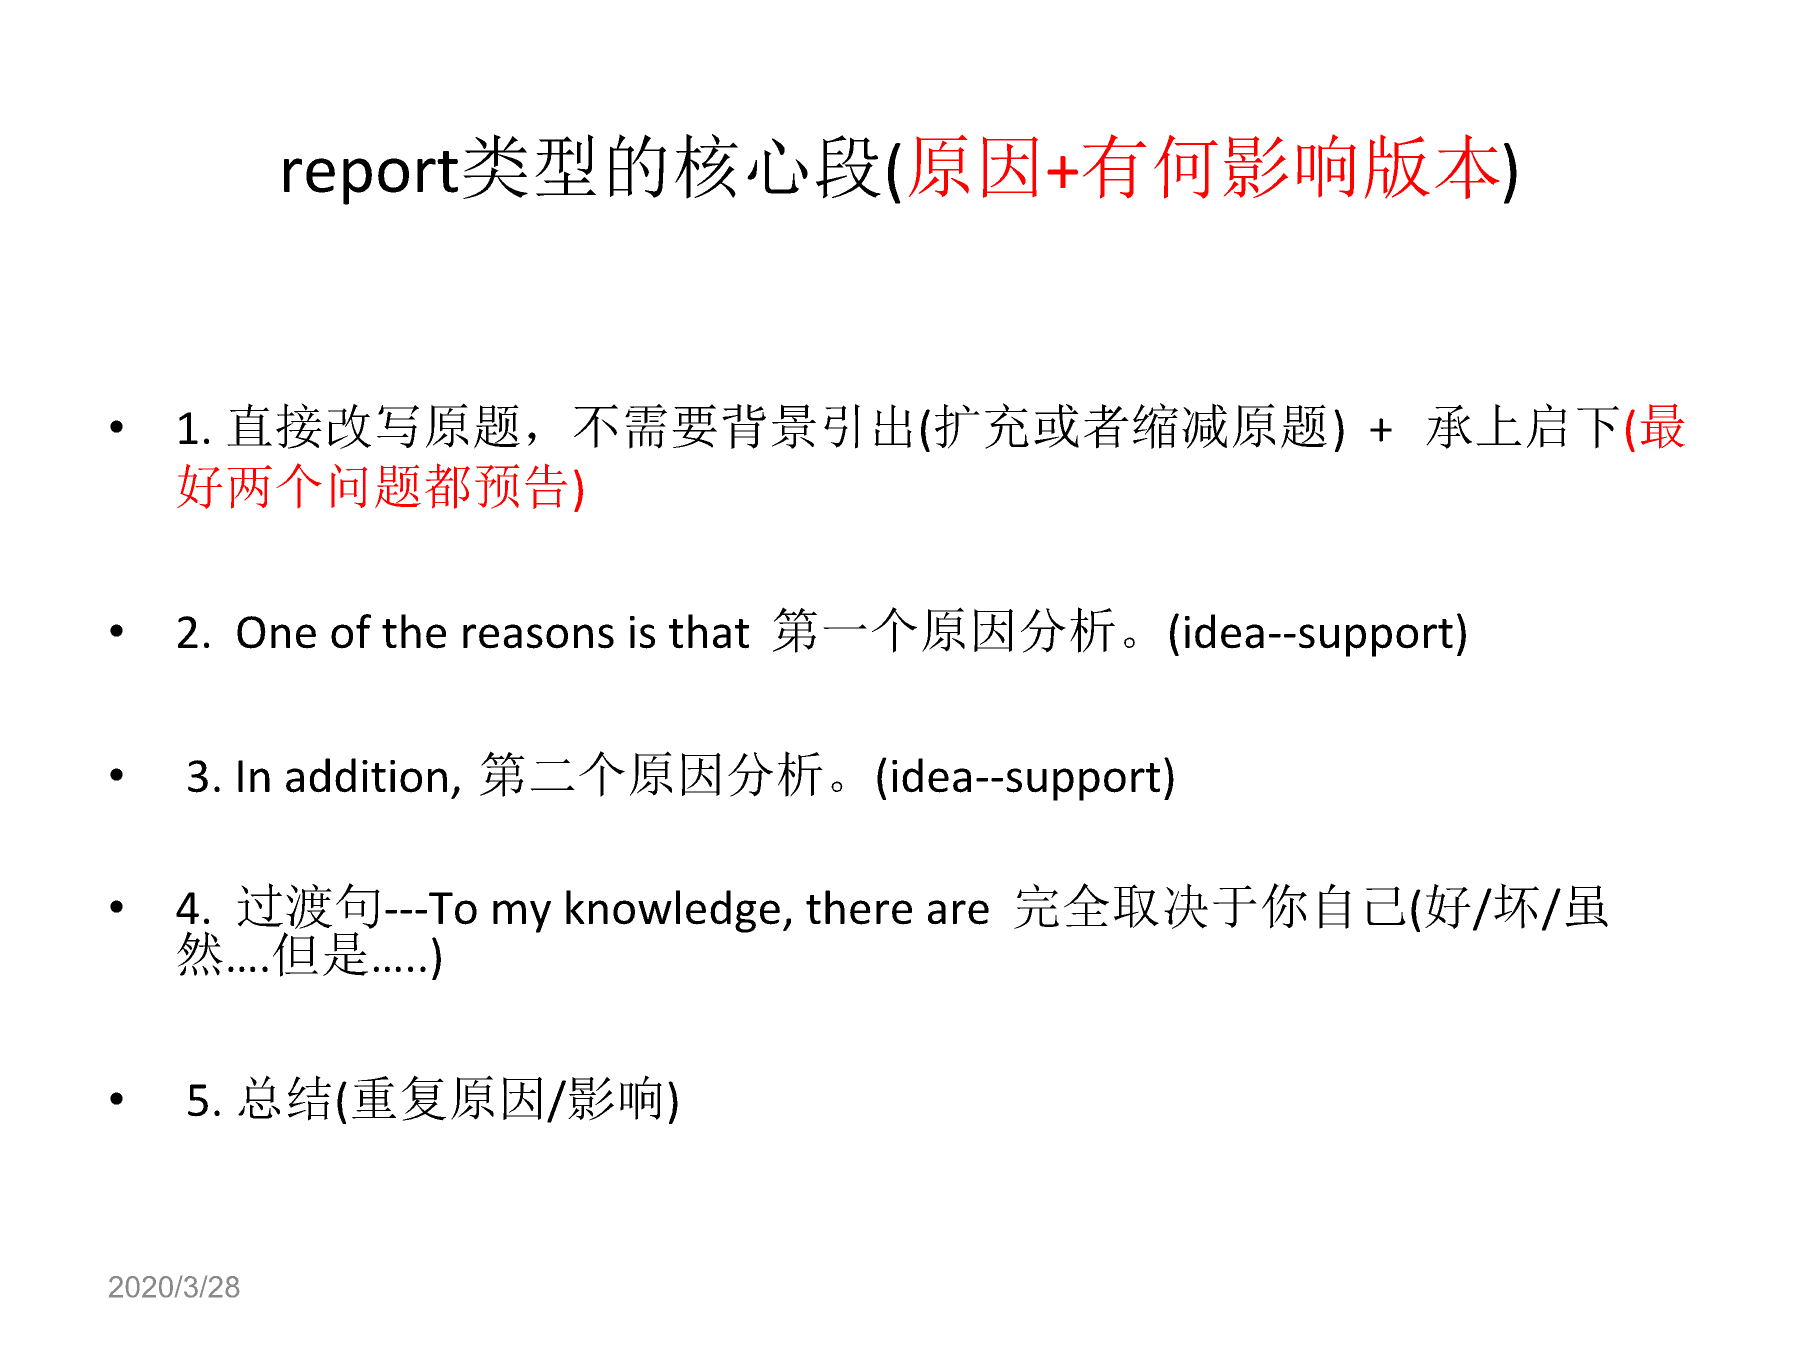 report类型的核心段(原因+有何影响版本)
• 1. 直接改写原题，不需要背景引出(扩充或者缩减原题) + 承上启下(最
好两个问题都预告)
• 2. One of the reasons is that 第一个原因分析。(idea--support)
• 3. In addition, 第二个原因分析。(idea--support)
• 4. 过渡句---To my knowledge, there are 完全取决于你自己(好/坏/虽
然....但是.....)
• 5. 总结(重复原因/影响)
2020/3/28